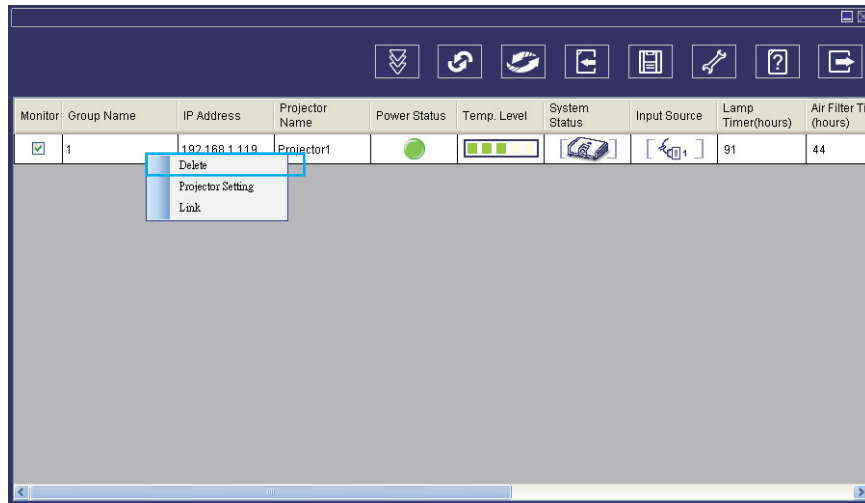 Monitor Group Name IP Address Projector Name Power Status Temp. Level System Status Input Source Lamp Timer(hours) Air Filter Ti (hours)
1 192.168.1.119 Projector1 1 91 44
Delete
Projector Setting
Link